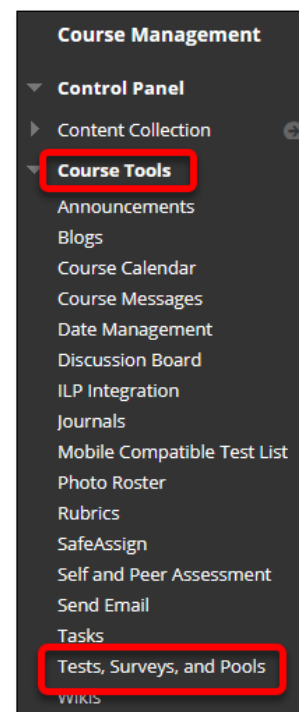 Course Management
Control Panel
Content Collection
Course Tools
Announcements
Blogs
Course Calendar
Course Messages
Date Management
Discussion Board
ILP Integration
Journals
Mobile Compatible Test List
Photo Roster
Rubrics
SafeAssign
Self and Peer Assessment
Send Email
Tasks
Tests, Surveys, and Pools
Wikis